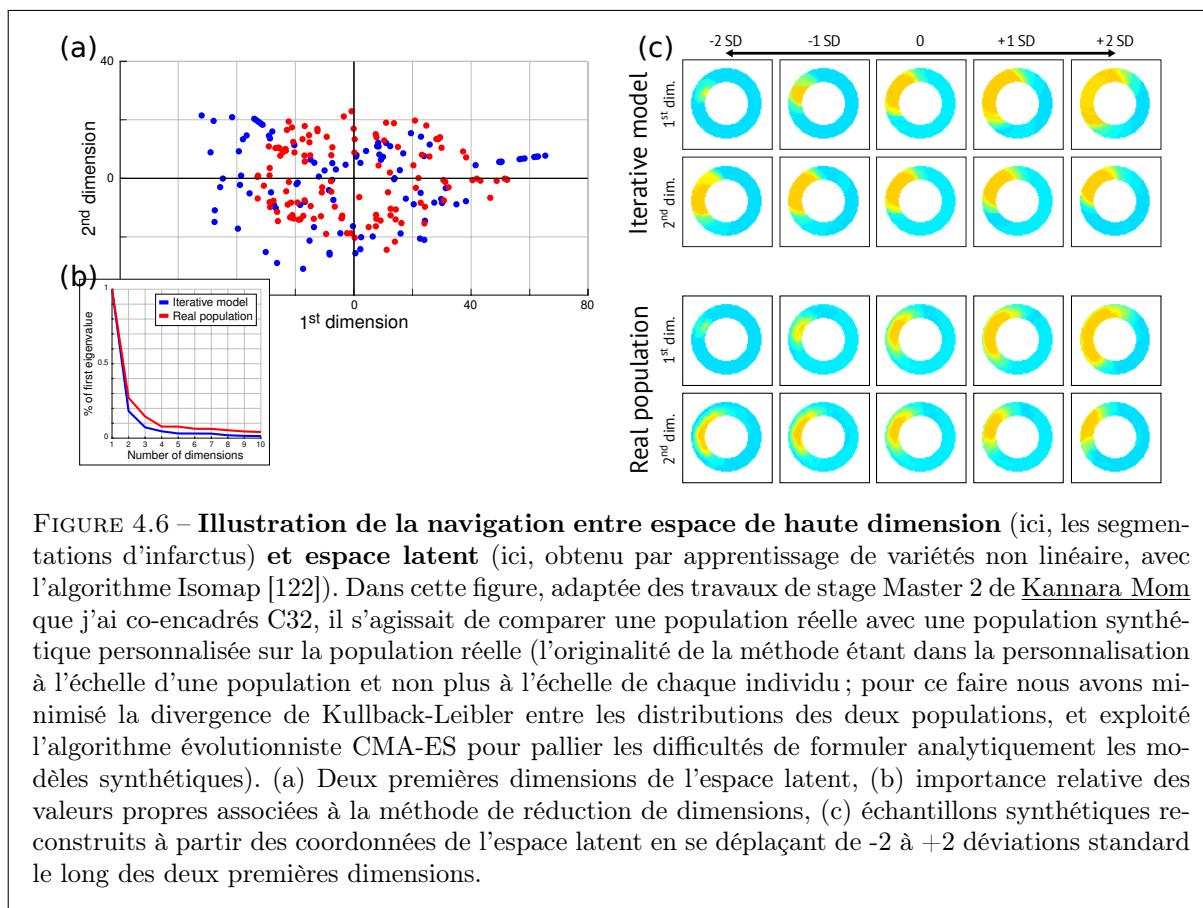 (a)
40
20
0
2nd dimension
0
40
80
1st dimension
(b)
1
0.5
0
% of first eigenvalue
Iterative model
Real population
1 2 3 4 5 6 7 8 9 10
Number of dimensions
(c)
-2 SD -1 SD 0 +1 SD +2 SD
Iterative model
1st dim.
2nd dim.
Real population
1st dim.
2nd dim.
FIGURE 4.6 – Illustration de la navigation entre espace de haute dimension (ici, les segmen-
tations d'infarctus) et espace latent (ici, obtenu par apprentissage de variétés non linéaire, avec
l'algorithme Isomap [122]). Dans cette figure, adaptée des travaux de stage Master 2 de Kannara Mom
que j'ai co-encadrés C32, il s'agissait de comparer une population réelle avec une population synthé-
tique personnalisée sur la population réelle (l'originalité de la méthode étant dans la personnalisation
à l'échelle d'une population et non plus à l'échelle de chaque individu ; pour ce faire nous avons mi-
nimisé la divergence de Kullback-Leibler entre les distributions des deux populations, et exploité
l'algorithme évolutionniste CMA-ES pour pallier les difficultés de formuler analytiquement les mo-
dèles synthétiques). (a) Deux premières dimensions de l'espace latent, (b) importance relative des
valeurs propres associées à la méthode de réduction de dimensions, (c) échantillons synthétiques re-
construits à partir des coordonnées de l'espace latent en se déplaçant de -2 à +2 déviations standard
le long des deux premières dimensions.